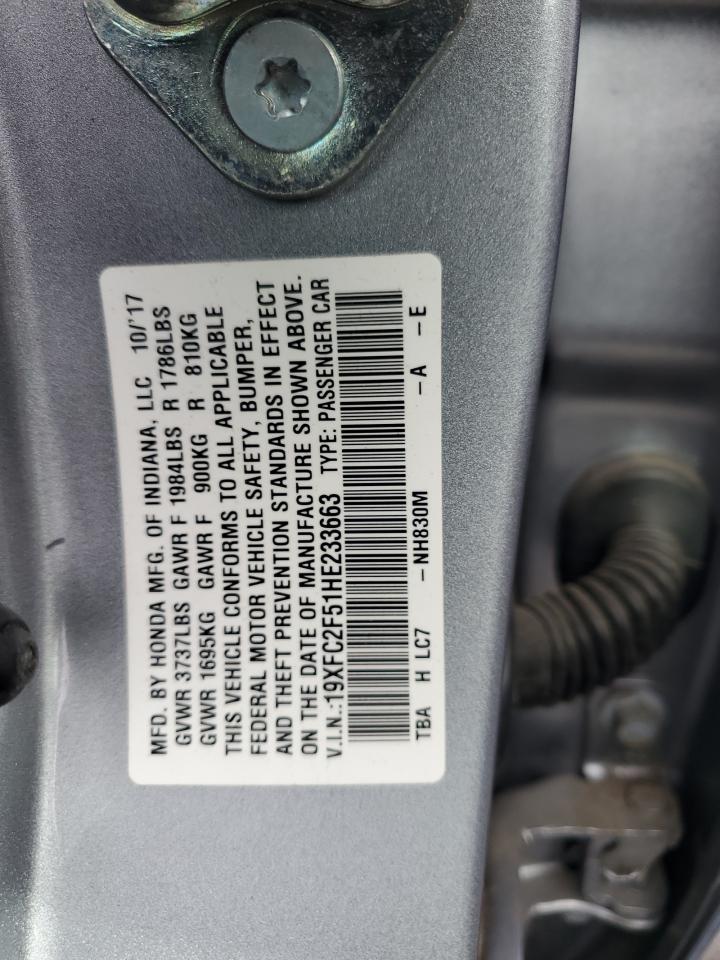 MFD. BY HONDA MFG. OF INDIANA, LLC 10/'17
GVWR 3737LBS GAWR F 1984LBS R 1786LBS
GVWR 1695KG GAWR F 900KG R 810KG
THIS VEHICLE CONFORMS TO ALL APPLICABLE
FEDERAL MOTOR VEHICLE SAFETY, BUMPER,
AND THEFT PREVENTION STANDARDS IN EFFECT
ON THE DATE OF MANUFACTURE SHOWN ABOVE.
V.I.N.:19XFC2F51HE233663 TYPE: PASSENGER CAR
TBA H LC7 -NH830M -A -E